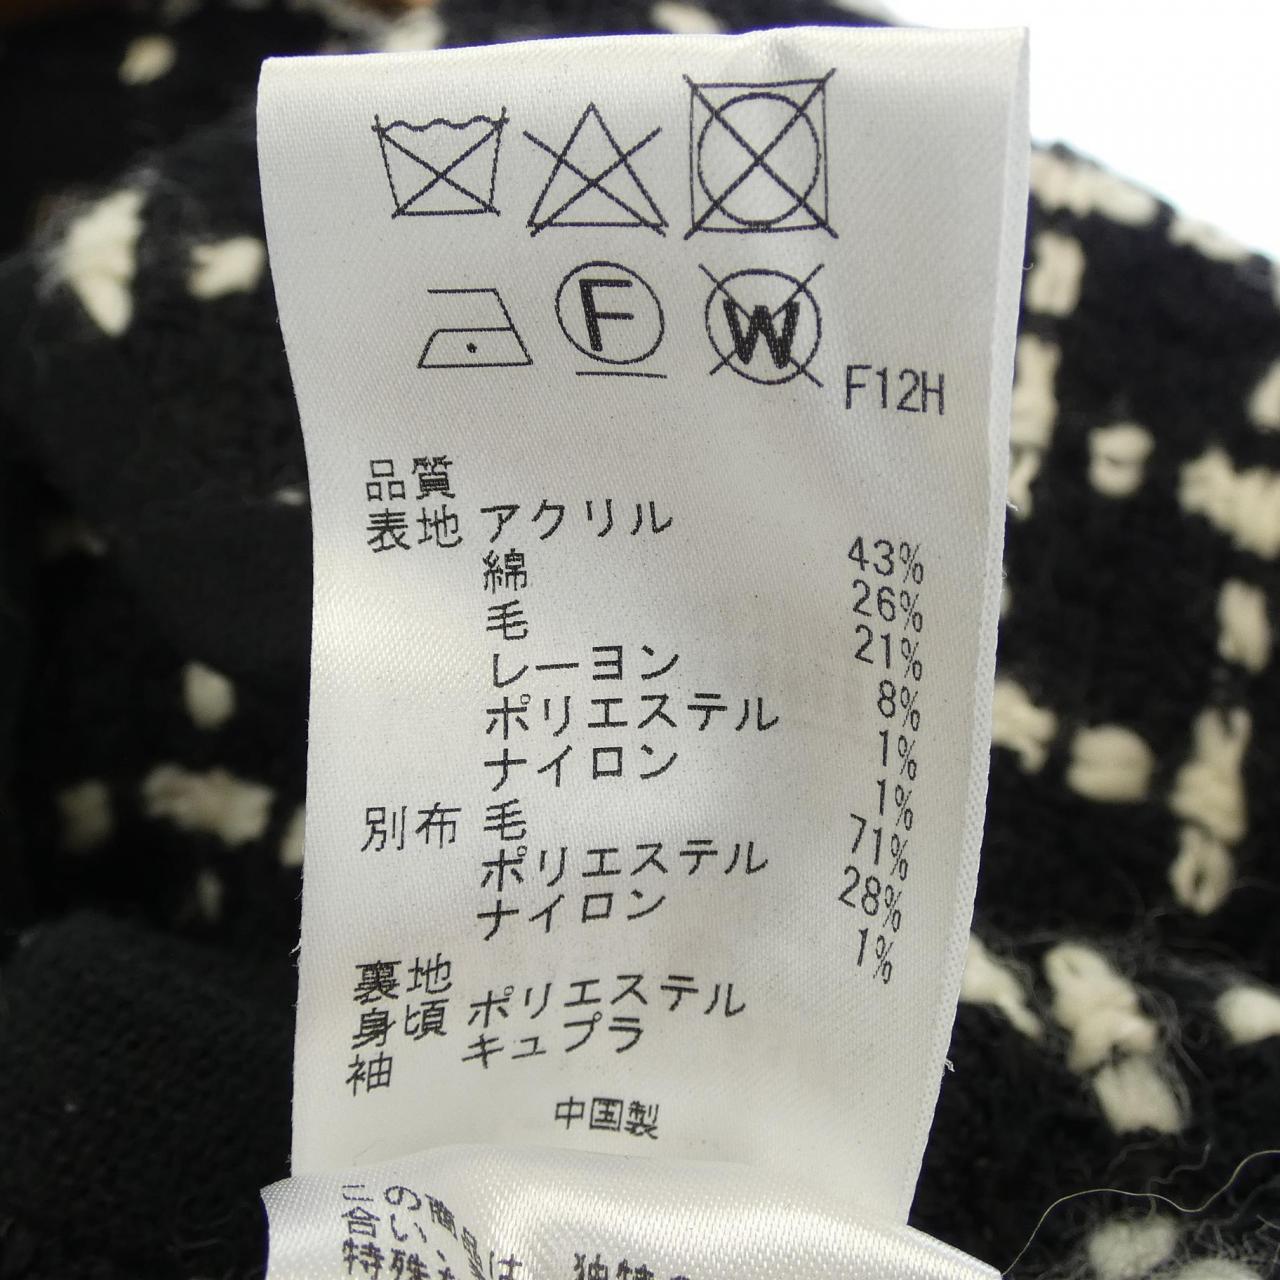 F
W
F12H
品質
表地 アクリル 43%
綿 26%
毛 21%
レーヨン 8%
ポリエステル 1%
ナイロン 1%
別布 毛 71%
ポリエステル 28%
ナイロン 1%
裏地
身頃 ポリエステル
袖 キュプラ
中国製